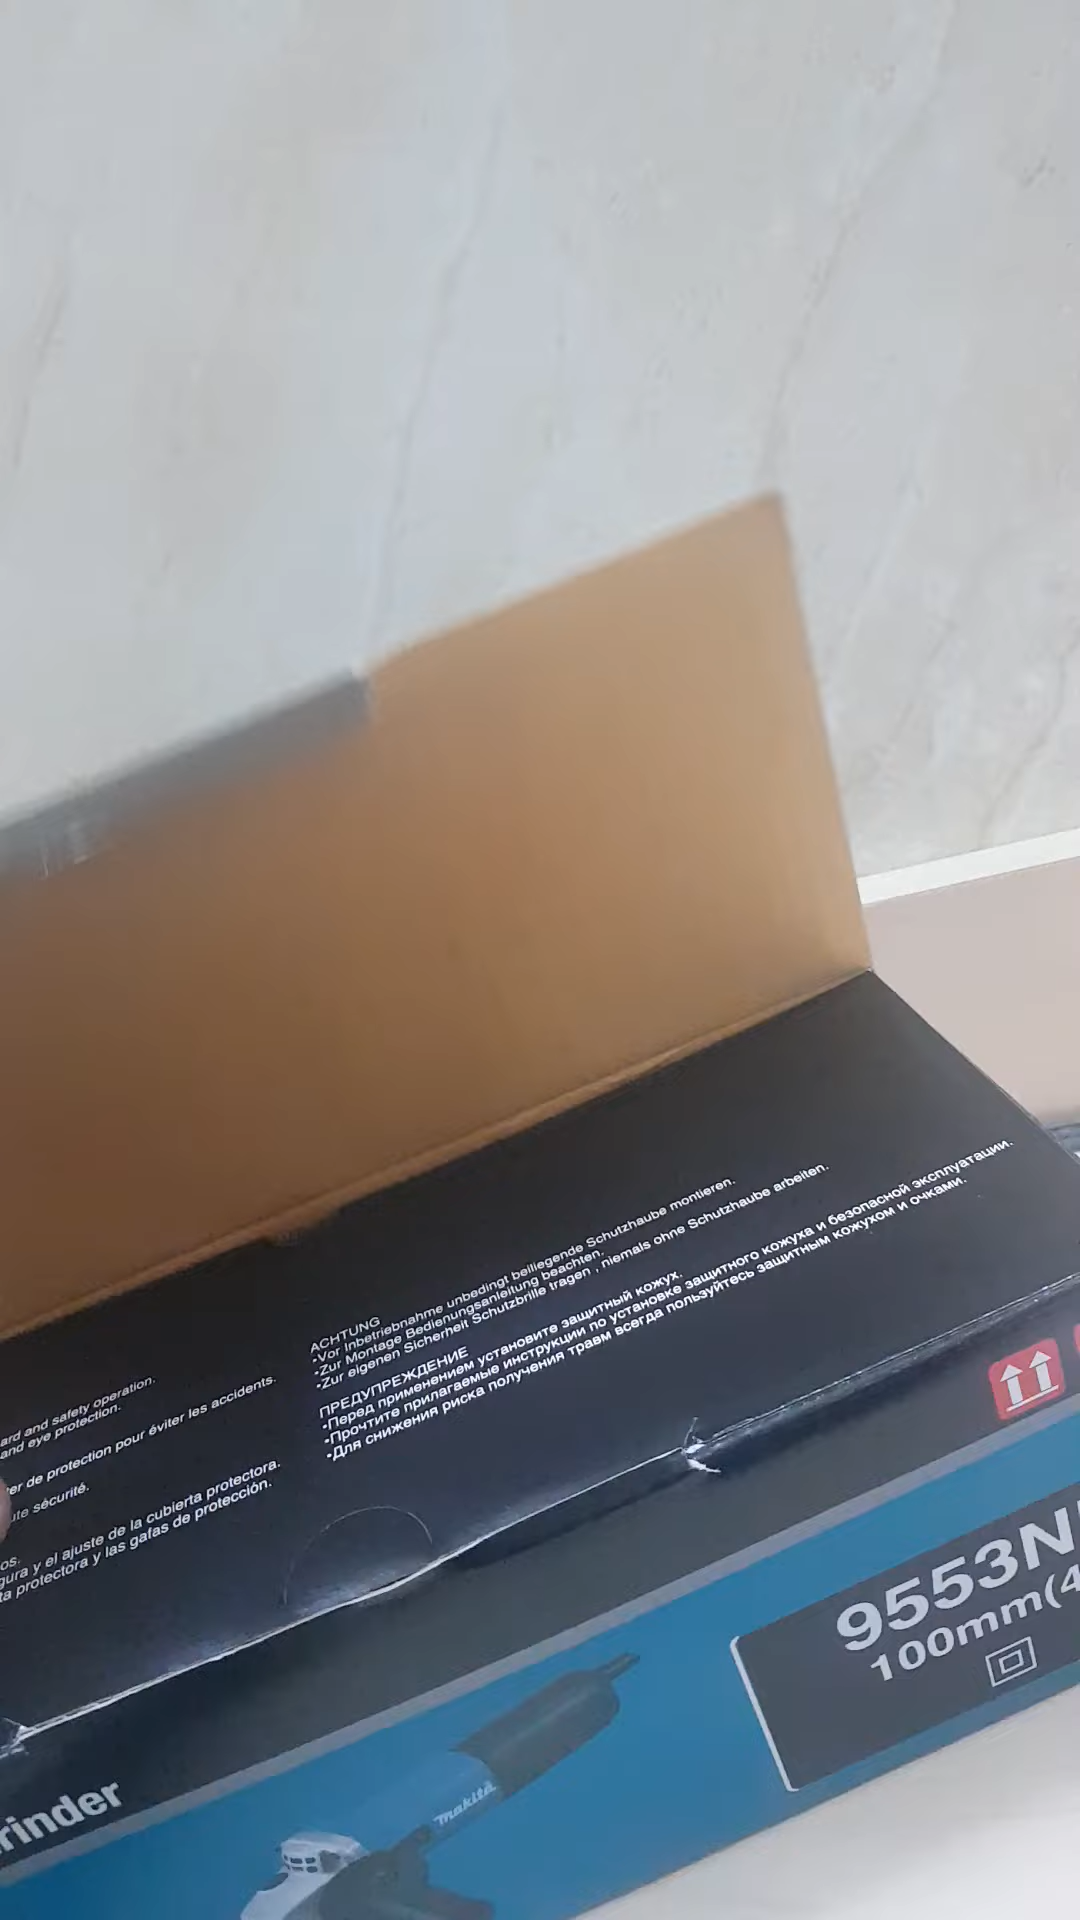 ard and safety operation.
and eye protection.
er de protection pour éviter les accidents.
ute sécurité.
os.
gura y el ajuste de la cubierta protectora.
ta protectora y las gafas de protección.
ACHTUNG
•Vor Inbetriebnahme unbedingt beiliegende Schutzhaube montieren.
•Zur Montage Bedienungsanleitung beachten.
•Zur eigenen Sicherheit Schutzbrille tragen , niemals ohne Schutzhaube arbeiten.
ПРЕДУПРЕЖДЕНИЕ
•Перед применением установите защитный кожух.
•Прочтите прилагаемые инструкции по установке защитного кожуха и безопасной эксплуатации.
•Для снижения риска получения травм всегда пользуйтесь защитным кожухом и очками.
rinder
makita
9553N
100mm(4